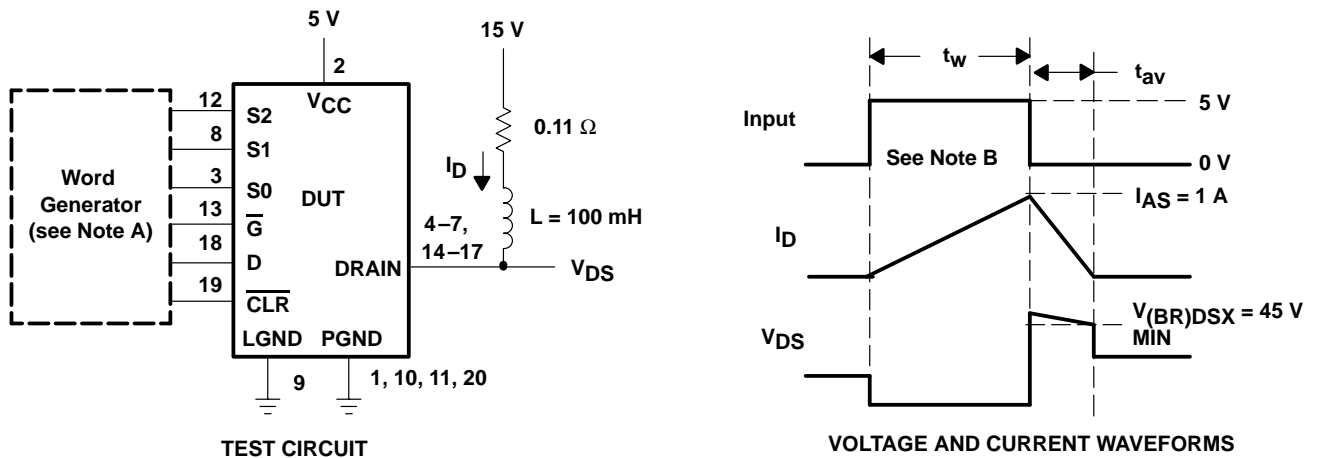 5 V
15 V
2
VCC
12
S2
8
S1
3
S0
13
G
18
D
19
CLR
Word
Generator
(see Note A)
DUT
DRAIN
4–7,
14–17
LGND
PGND
9
1, 10, 11, 20
0.11 Ω
ID
L = 100 mH
VDS
TEST CIRCUIT
tw
tav
Input
See Note B
5 V
0 V
ID
IAS = 1 A
VDS
V(BR)DSX = 45 V
MIN
VOLTAGE AND CURRENT WAVEFORMS